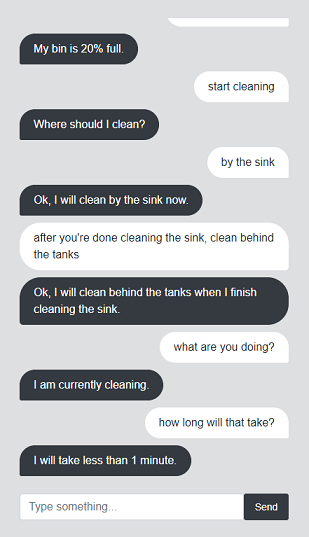 My bin is 20% full.
start cleaning
Where should I clean?
by the sink
Ok, I will clean by the sink now.
after you're done cleaning the sink, clean behind
the tanks
Ok, I will clean behind the tanks when I finish
cleaning the sink.
what are you doing?
I am currently cleaning.
how long will that take?
I will take less than 1 minute.
Type something...
Send